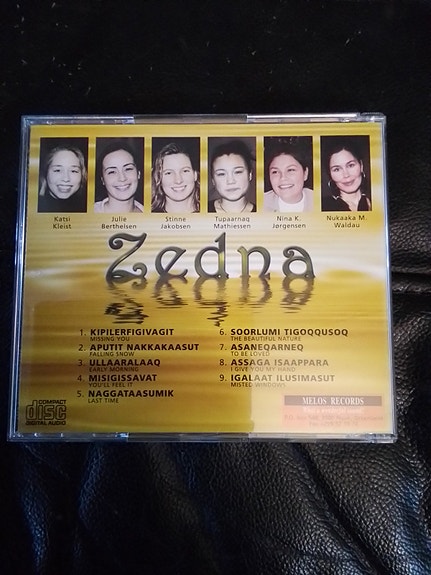 Katsi
Kleist
Julie
Berthelsen
Stinne
Jakobsen
Tupaarnaq
Mathiessen
Nina K.
Jørgensen
Nukaaka M.
Waldau
Zedna
1. KIPILERFIGIVAGIT
MISSING YOU
2. APUTIT NAKKAKAASUT
FALLING SNOW
3. ULLAARALAAQ
EARLY MORNING
4. MISIGISSAVAT
YOU'LL FEEL IT
5. NAGGATAASUMIK
LAST TIME
6. SOORLUMI TIGOQQUSOQ
THE BEAUTIFUL NATURE
7. ASANEQARNEQ
TO BE LOVED
8. ASSAGA ISAAPPARA
I GIVE YOU MY HAND
9. IGALAAT ILUSIMASUT
MISTED WINDOWS
COMPACT
disc
DIGITAL AUDIO
MELOS RECORDS